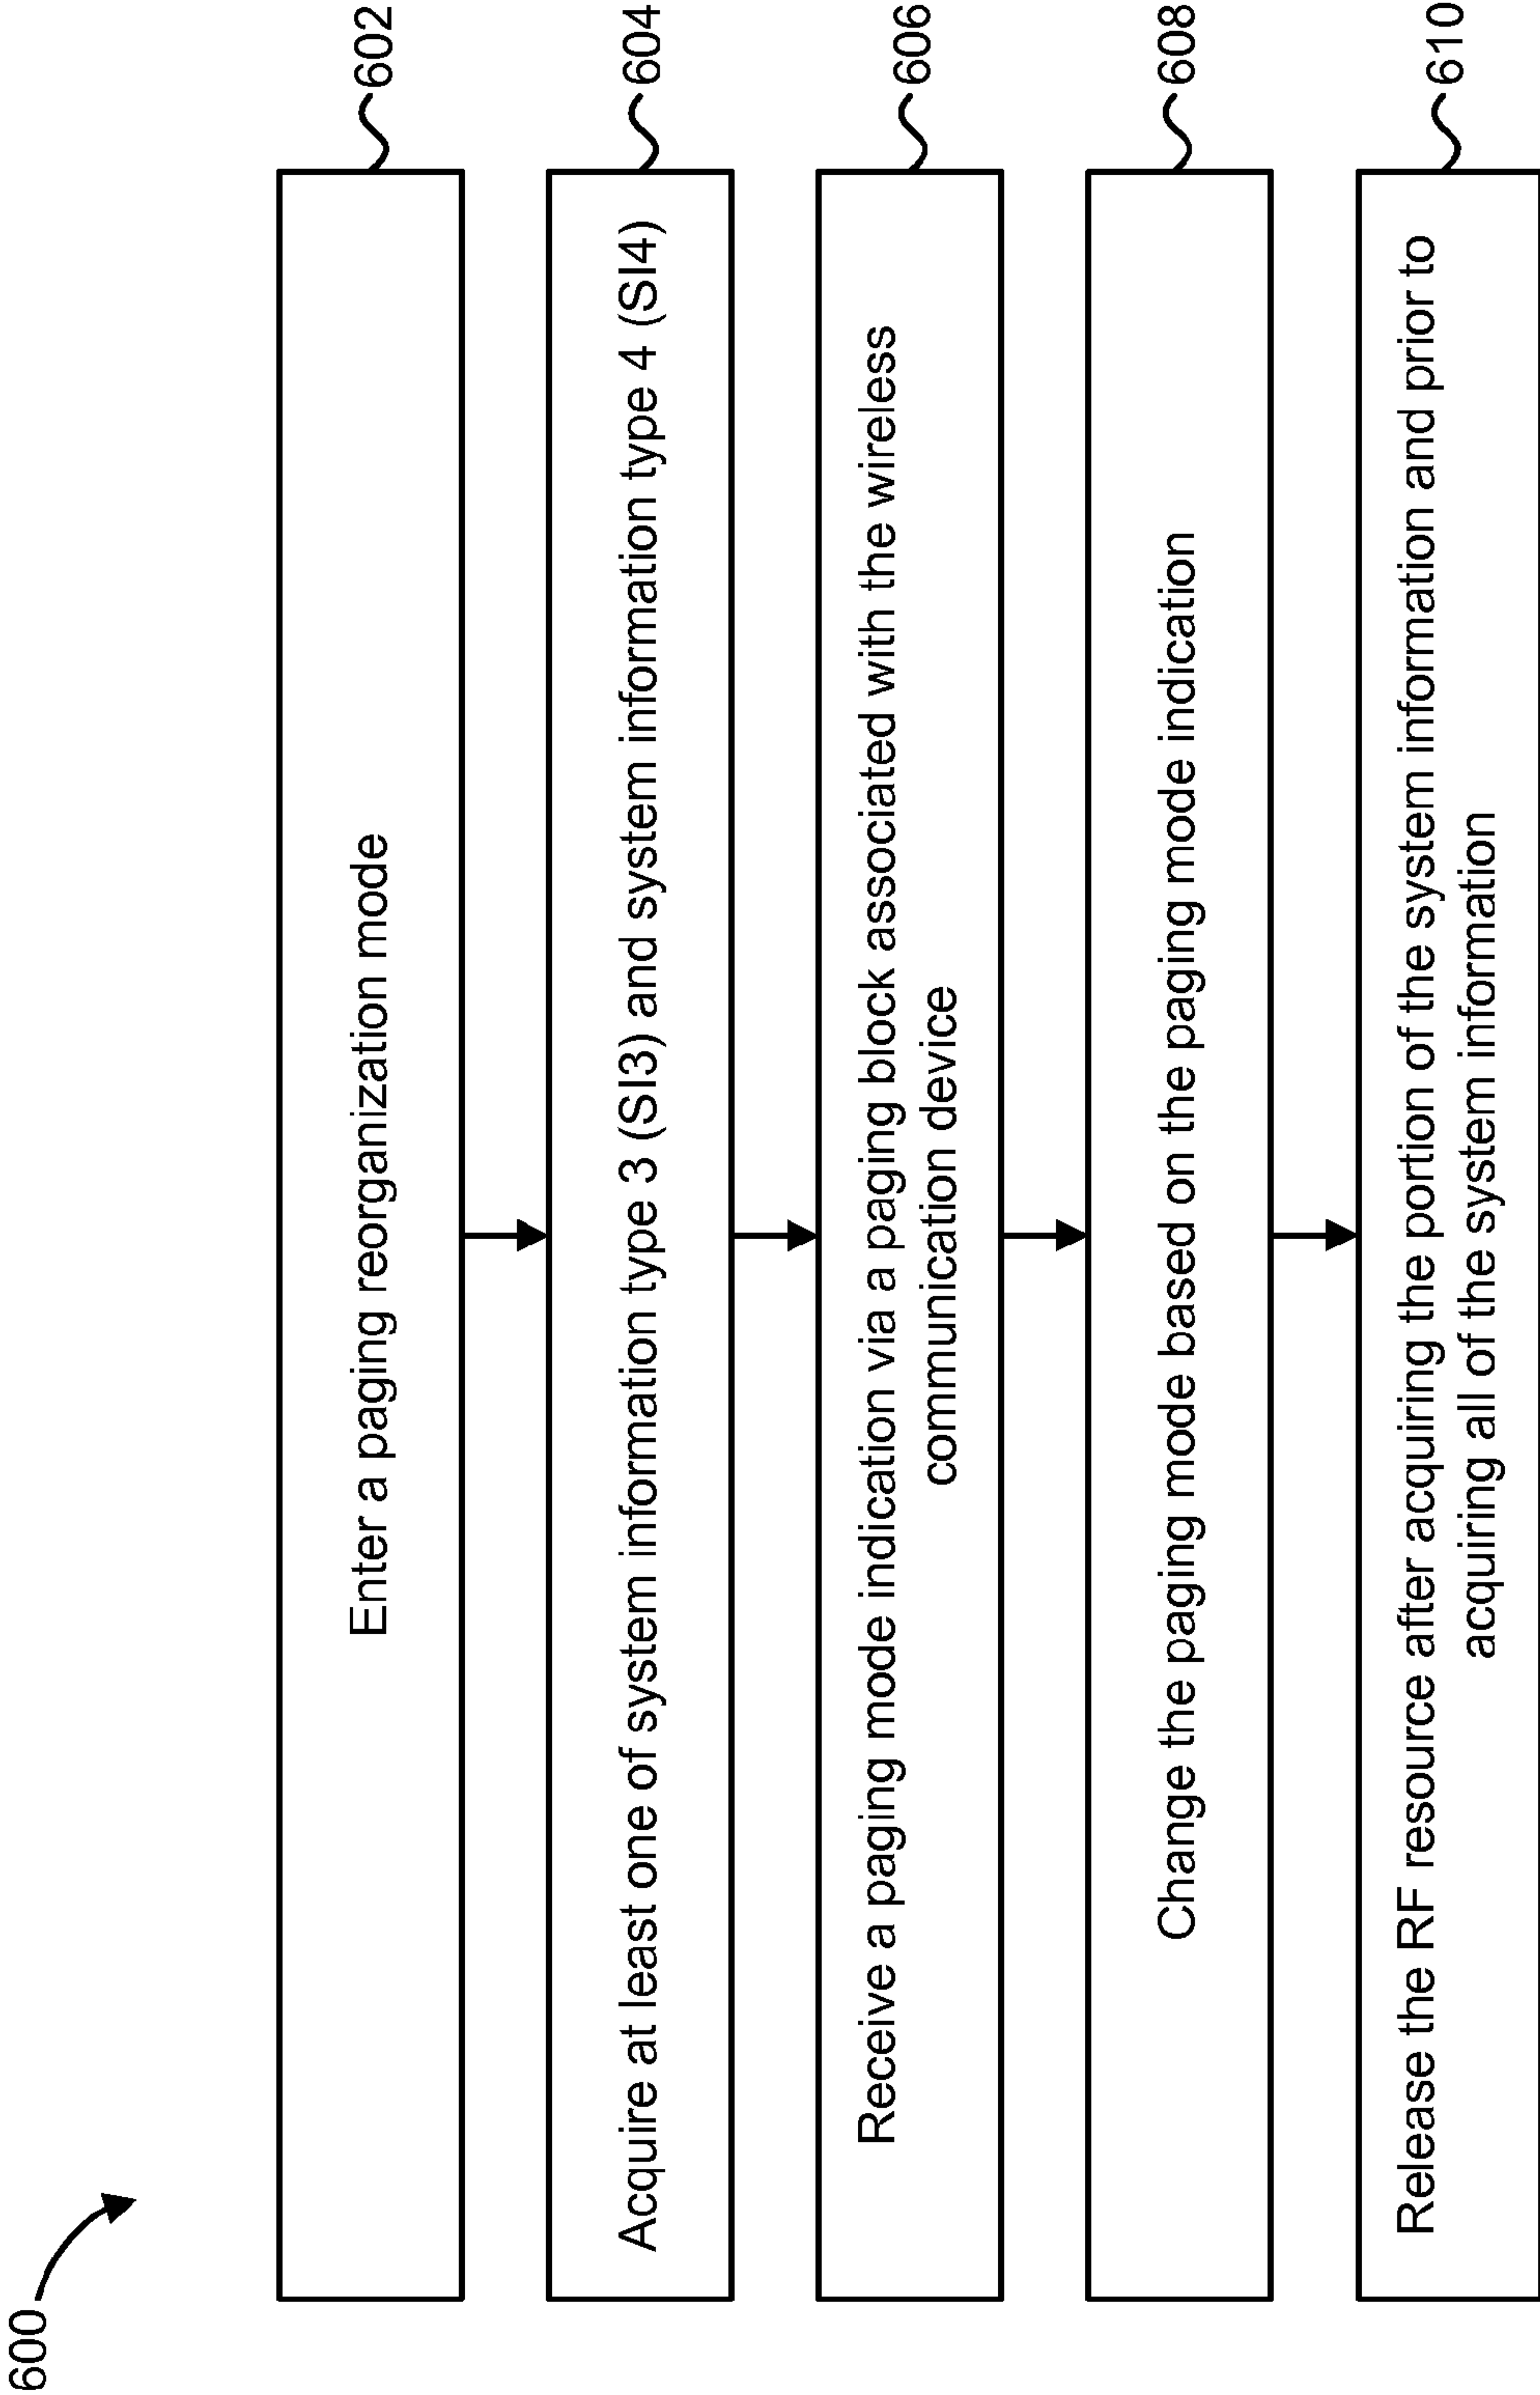 600
Enter a paging reorganization mode
602
Acquire at least one of system information type 3 (SI3) and system information type 4 (SI4)
604
Receive a paging mode indication via a paging block associated with the wireless
communication device
606
Change the paging mode based on the paging mode indication
608
Release the RF resource after acquiring the portion of the system information and prior to
acquiring all of the system information
610